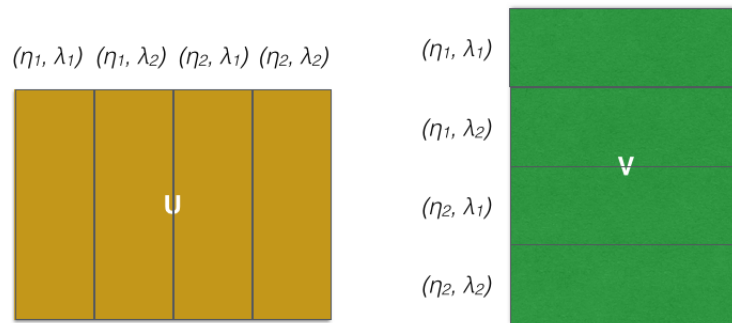 (η₁, λ₁) (η₁, λ₂) (η₂, λ₁) (η₂, λ₂)
U
(η₁, λ₁)
(η₁, λ₂)
V
(η₂, λ₁)
(η₂, λ₂)